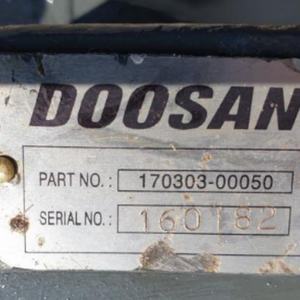 DOOSAN
PART NO.: 170303-00050
SERIAL NO.: 160182